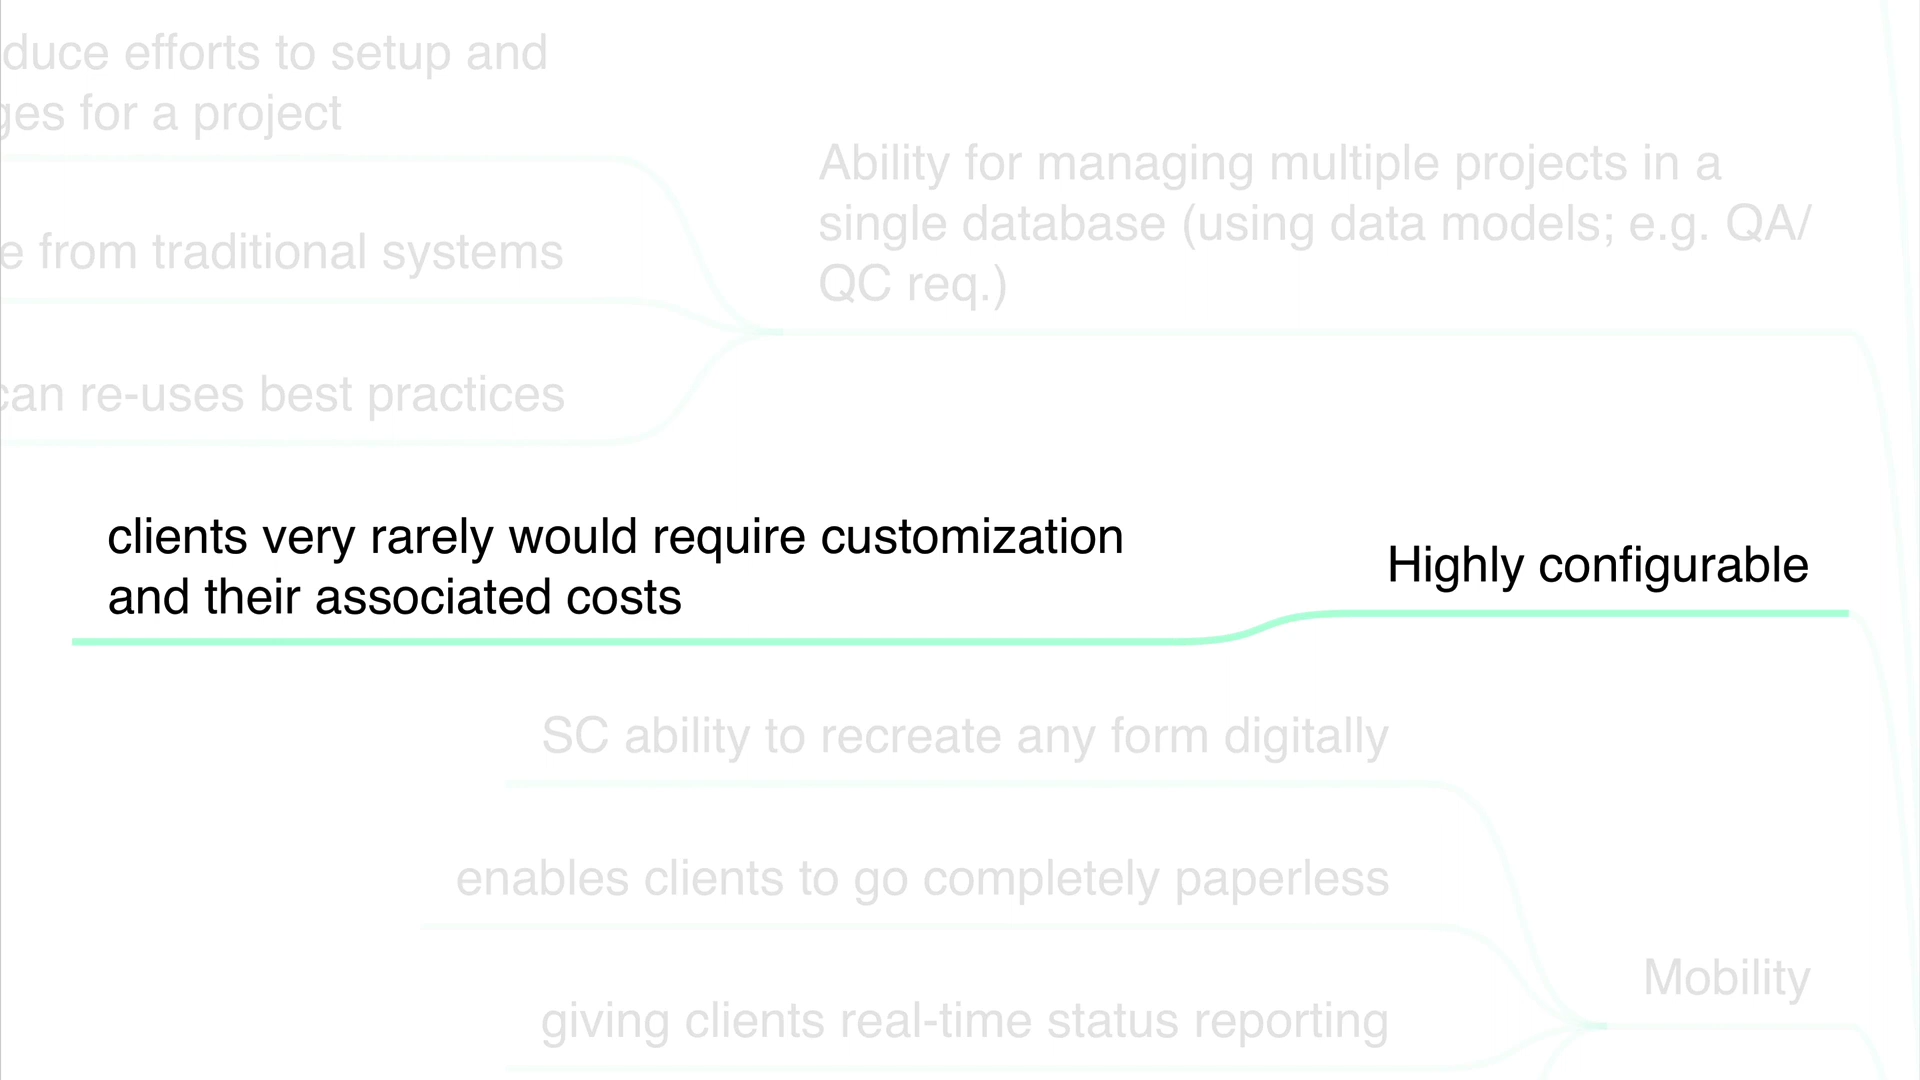 duce efforts to setup and
ges for a project
Ability for managing multiple projects in a
single database (using data models; e.g. QA/
QC req.)
e from traditional systems
can re-uses best practices
clients very rarely would require customization
and their associated costs
Highly configurable
SC ability to recreate any form digitally
enables clients to go completely paperless
Mobility
giving clients real-time status reporting